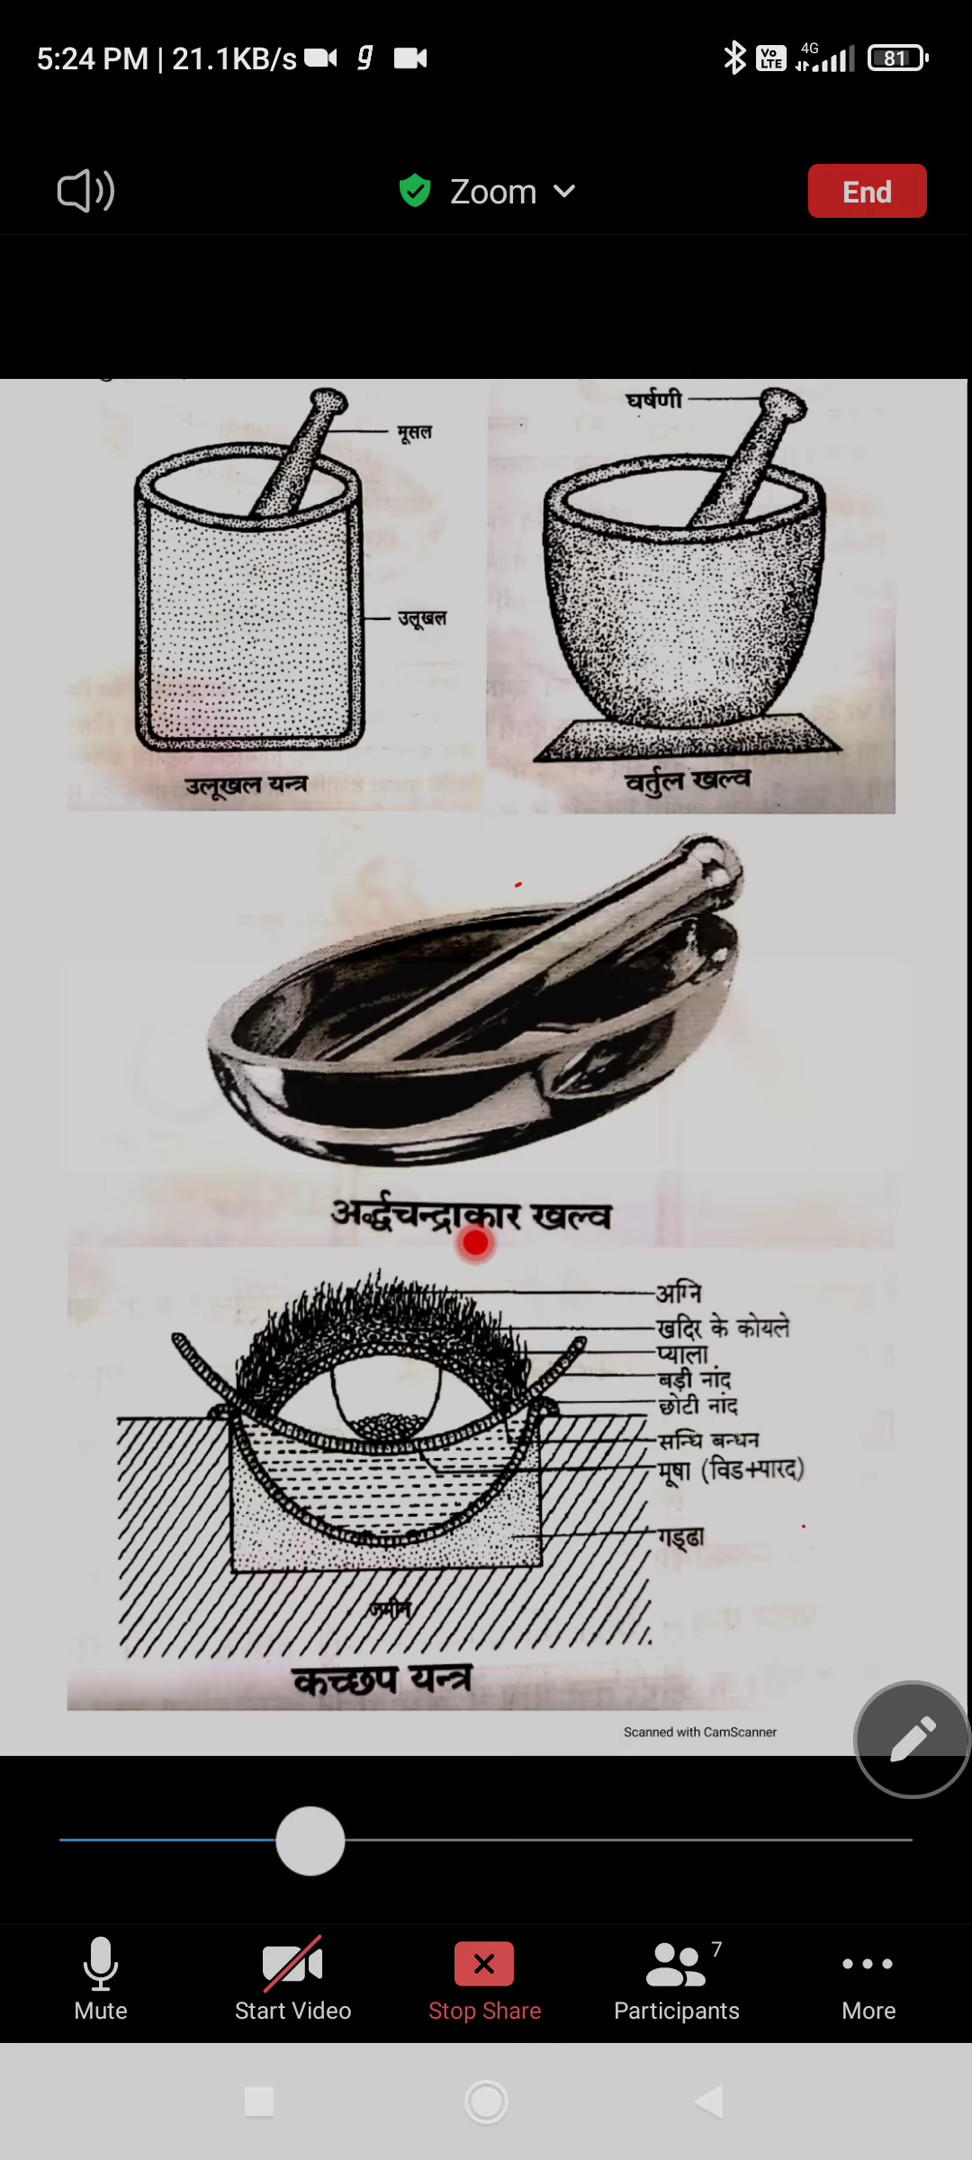 5:24 PM | 21.1KB/s
Vo LTE
4G
81
Zoom
End
मूसल
उलूखल
उलूखल यन्त्र
घर्षणी
वर्तुल खल्व
अर्द्धचन्द्राकार खल्व
अग्नि
खदिर के कोयले
प्याला
बड़ी नांद
छोटी नांद
सन्धि बन्धन
मूषा (विड+पारद)
गड्ढा
जमीन
कच्छप यन्त्र
Scanned with CamScanner
Mute
Start Video
Stop Share
Participants
7
More